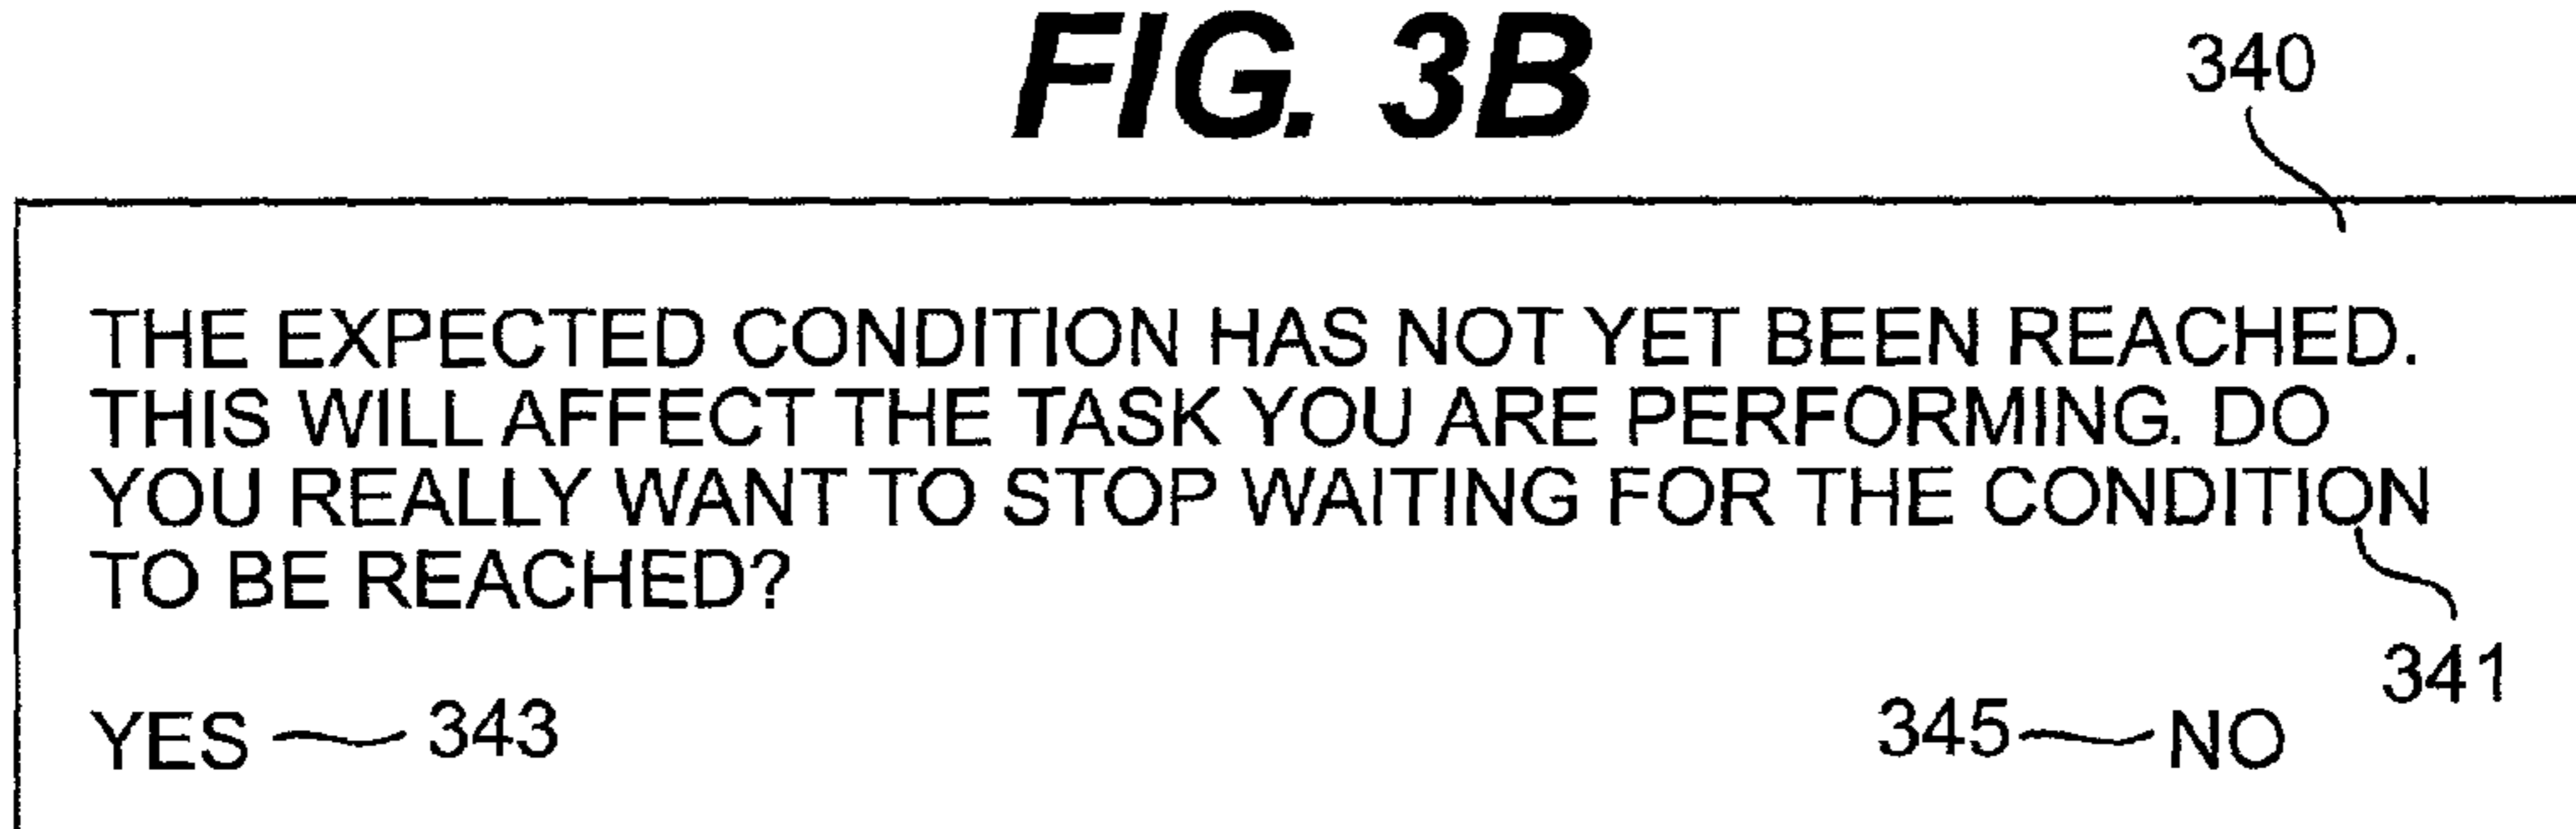 FIG. 3B
340
THE EXPECTED CONDITION HAS NOT YET BEEN REACHED.
THIS WILL AFFECT THE TASK YOU ARE PERFORMING. DO
YOU REALLY WANT TO STOP WAITING FOR THE CONDITION
TO BE REACHED?
341
YES 343 345 NO